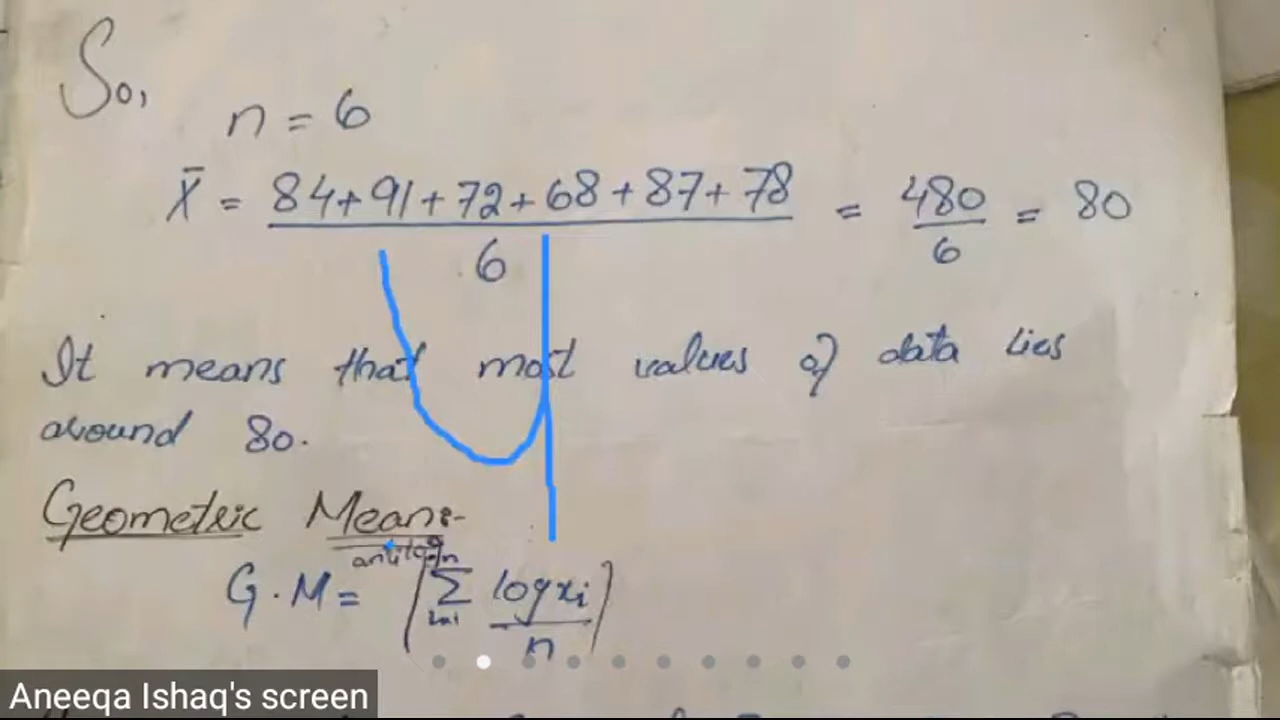 So,
n = 6
X̄ = 84+91+72+68+87+78 / 6 = 480/6 = 80
It means that most values of data lies
around 80.
Geometric Mean:-
G.M = antilog [ Σ i=1 n log xi / n ]
Aneeqa Ishaq's screen